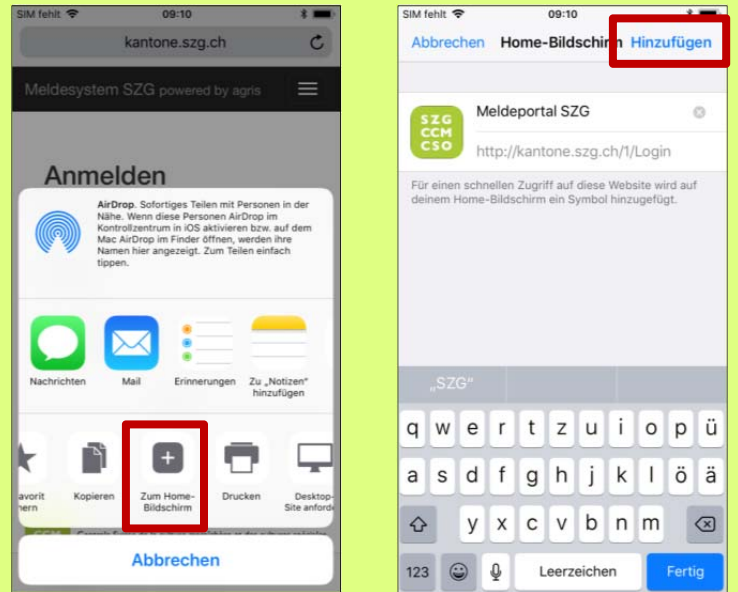 SIM fehlt 09:10
kantone.szg.ch
Meldesystem SZG powered by agris
Anmelden
AirDrop. Sofortiges Teilen mit Personen in der
Nähe. Wenn diese Personen AirDrop im
Kontrollzentrum in iOS aktivieren bzw. auf dem
Mac AirDrop im Finder öffnen, werden ihre
Namen hier angezeigt. Zum Teilen einfach
tippen.
Nachrichten Mail Erinnerungen Zu „Notizen“
hinzufügen
avorit Kopieren Zum Home- Drucken Desktop-
hern Bildschirm Site anforde
CCM
Abbrechen
SIM fehlt 09:10
Abbrechen Home-Bildschirm Hinzufügen
SZG
CCM
CSO
Meldeportal SZG
http://kantone.szg.ch/1/Login
Für einen schnellen Zugriff auf diese Website wird auf
deinem Home-Bildschirm ein Symbol hinzugefügt.
„SZG“
q w e r t z u i o p ü
a s d f g h j k l ö ä
y x c v b n m
123 Leerzeichen Fertig